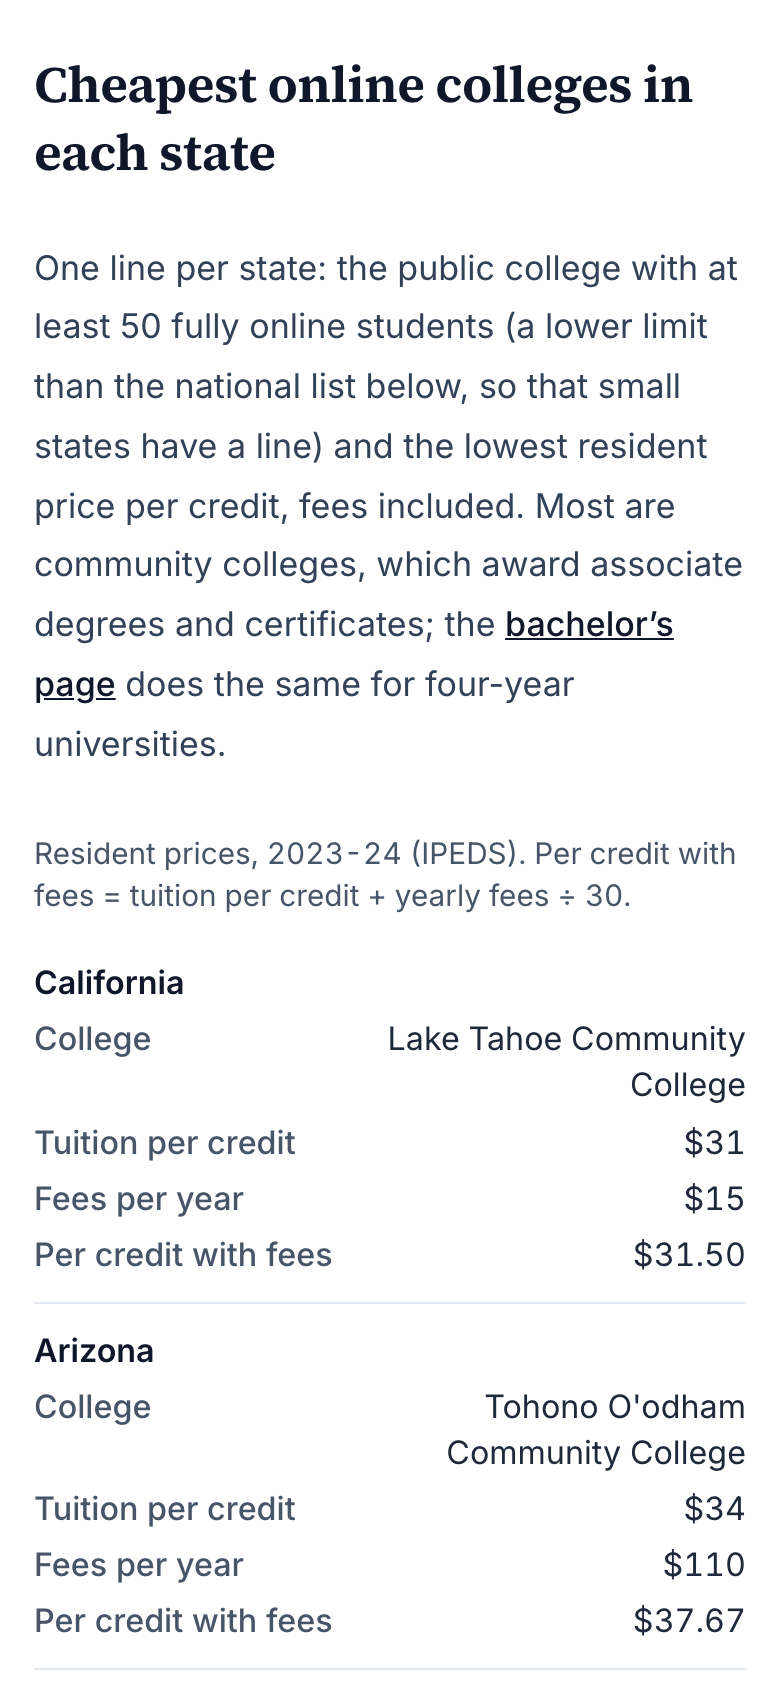 Cheapest online colleges in
each state
One line per state: the public college with at
least 50 fully online students (a lower limit
than the national list below, so that small
states have a line) and the lowest resident
price per credit, fees included. Most are
community colleges, which award associate
degrees and certificates; the bachelor’s
page does the same for four-year
universities.
Resident prices, 2023-24 (IPEDS). Per credit with
fees = tuition per credit + yearly fees ÷ 30.
California
College Lake Tahoe Community
College
Tuition per credit $31
Fees per year $15
Per credit with fees $31.50
Arizona
College Tohono O'odham
Community College
Tuition per credit $34
Fees per year $110
Per credit with fees $37.67